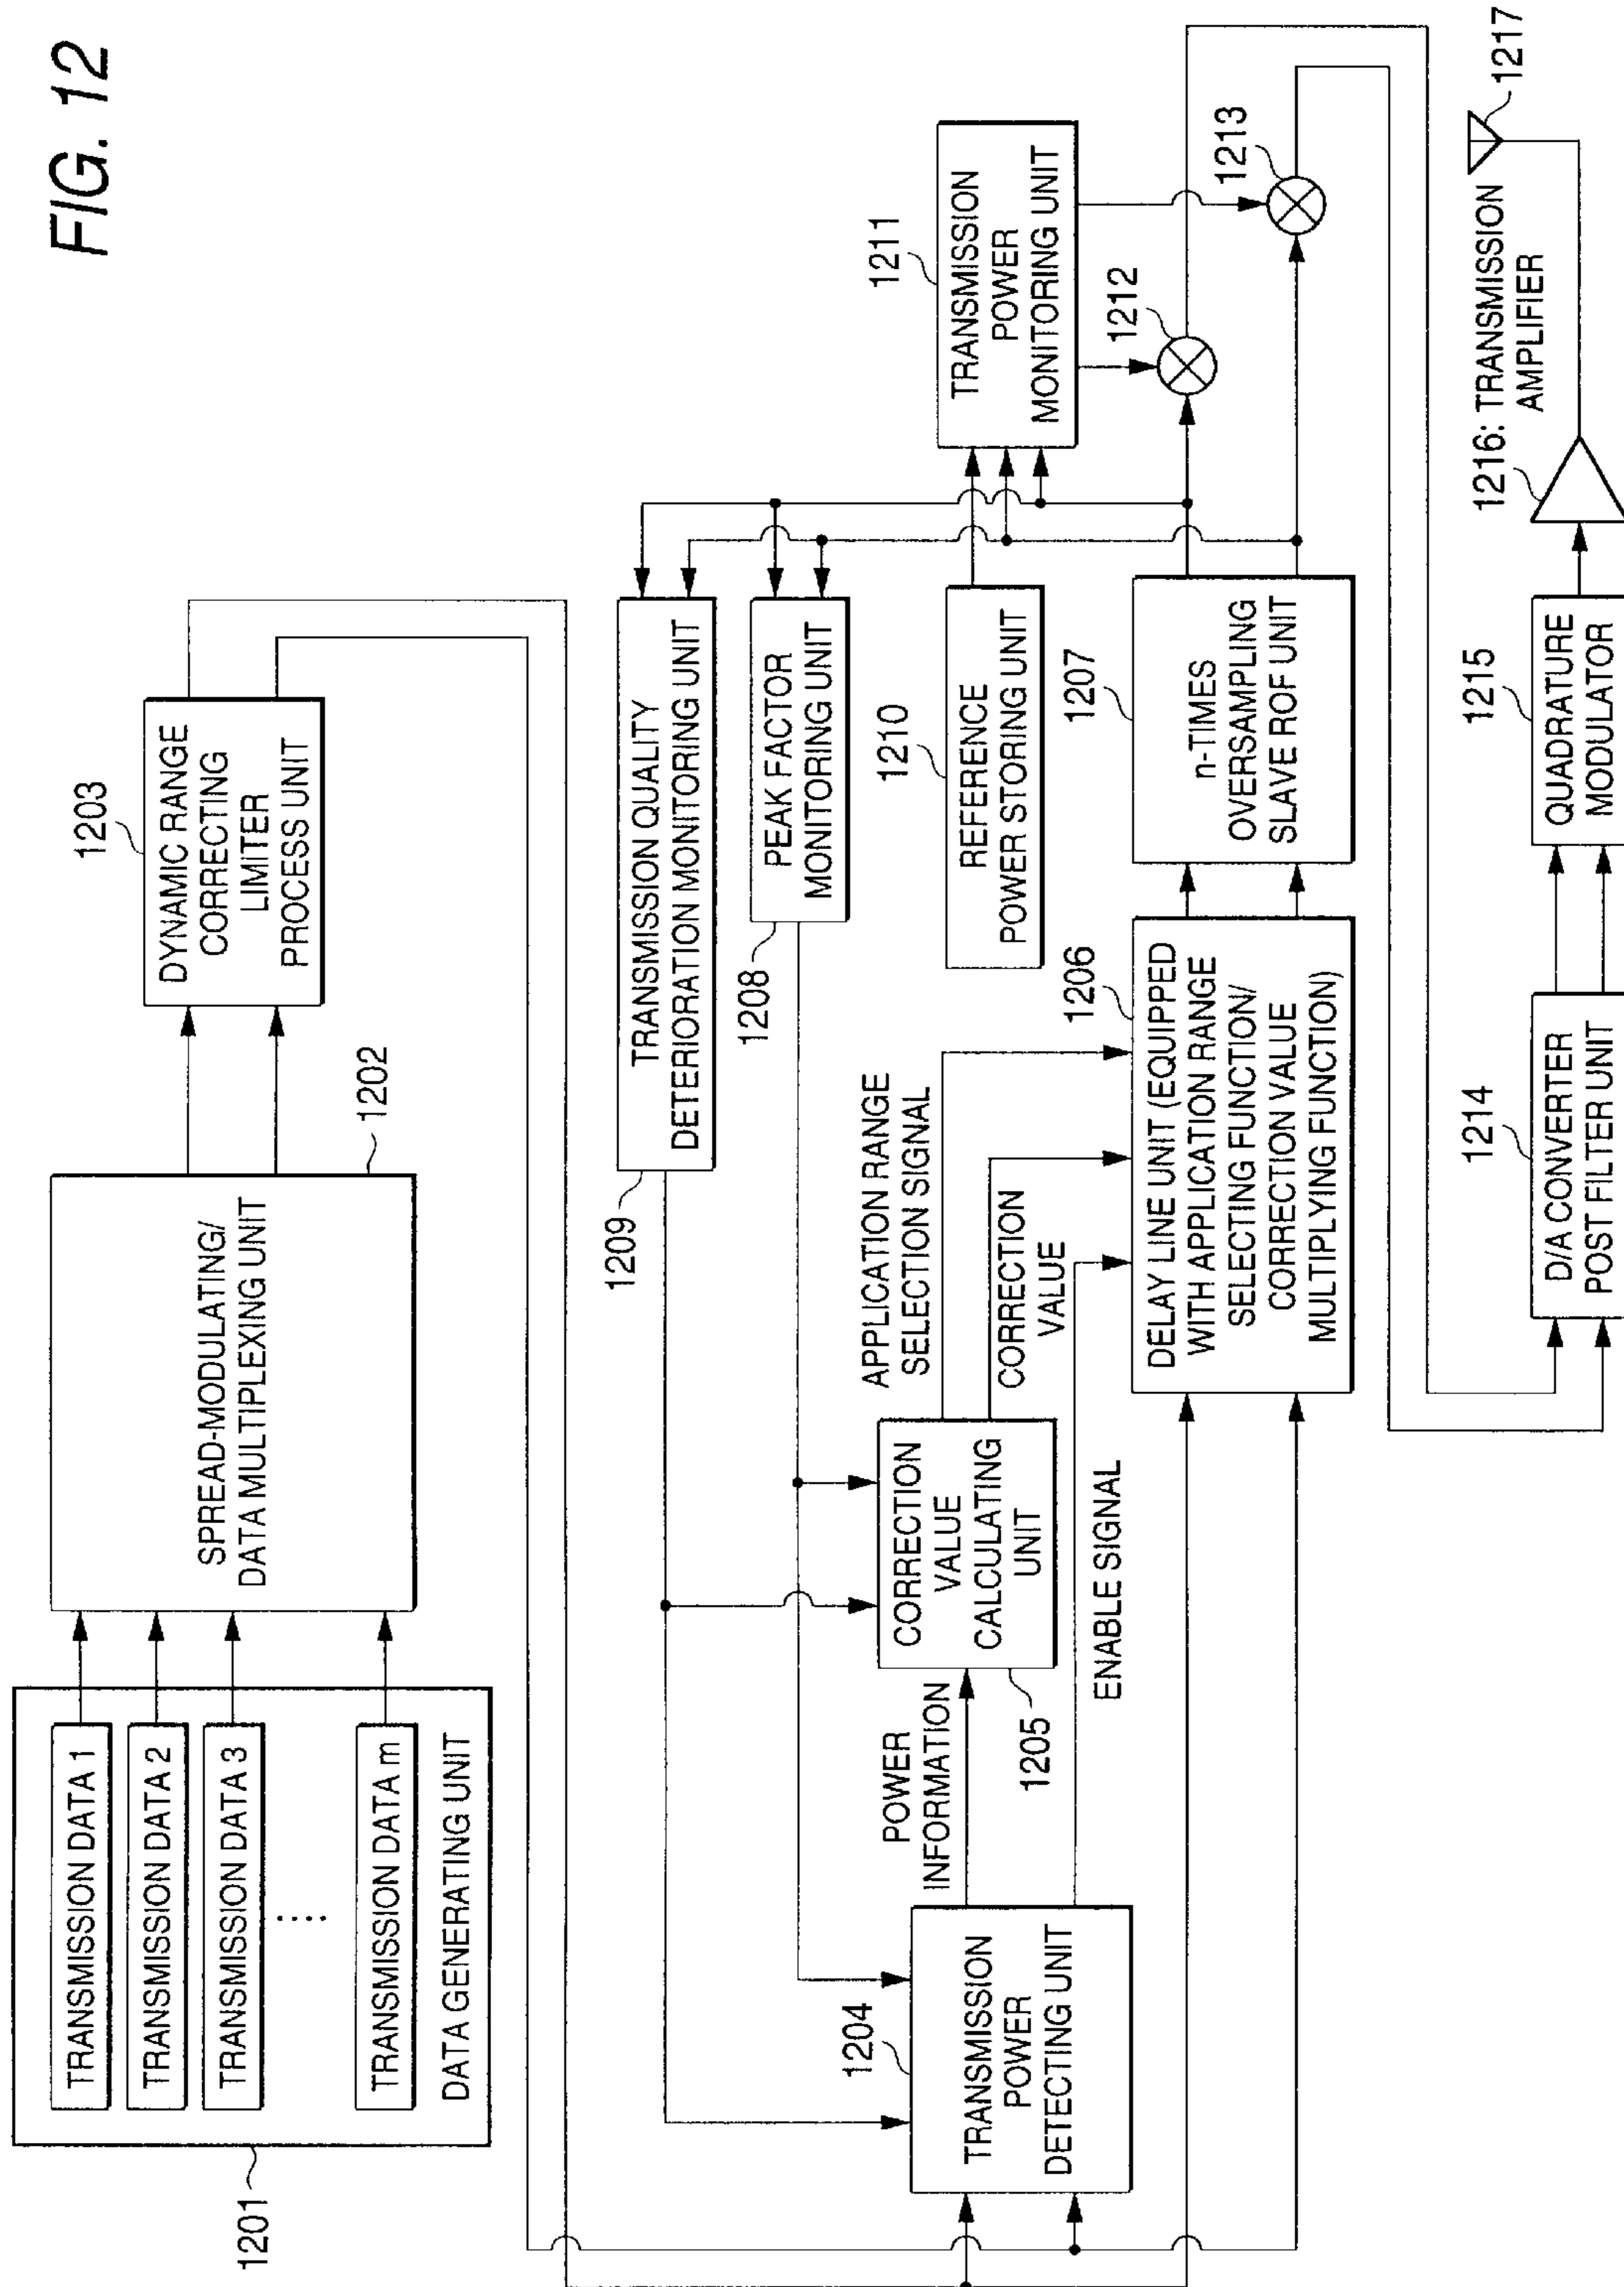 FIG. 12
TRANSMISSION DATA 1
TRANSMISSION DATA 2
TRANSMISSION DATA 3
....
TRANSMISSION DATA m
DATA GENERATING UNIT
1201
SPREAD-MODULATING/
DATA MULTIPLEXING UNIT
1202
1203
DYNAMIC RANGE
CORRECTING
LIMITER
PROCESS UNIT
1209
TRANSMISSION QUALITY
DETERIORATION MONITORING UNIT
1208
PEAK FACTOR
MONITORING UNIT
1204
TRANSMISSION
POWER
DETECTING UNIT
POWER
INFORMATION
ENABLE SIGNAL
1205
CORRECTION
VALUE
CALCULATING
UNIT
APPLICATION RANGE
SELECTION SIGNAL
CORRECTION
VALUE
1210
REFERENCE
POWER STORING UNIT
1211
TRANSMISSION
POWER
MONITORING UNIT
1206
DELAY LINE UNIT (EQUIPPED
WITH APPLICATION RANGE
SELECTING FUNCTION/
CORRECTION VALUE
MULTIPLYING FUNCTION)
1207
n-TIMES
OVERSAMPLING
SLAVE ROF UNIT
1212
1213
1214
D/A CONVERTER
POST FILTER UNIT
1215
QUADRATURE
MODULATOR
1216: TRANSMISSION
AMPLIFIER
1217